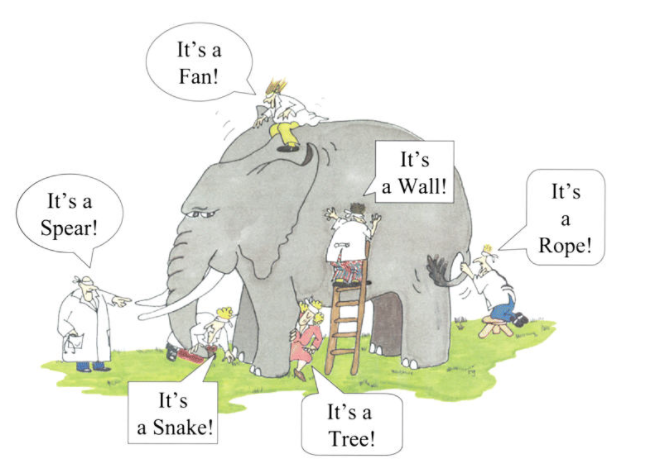 It's a
Fan!
It's
a Wall!
It's
a
Rope!
It's a
Spear!
It's
a Snake!
It's a
Tree!